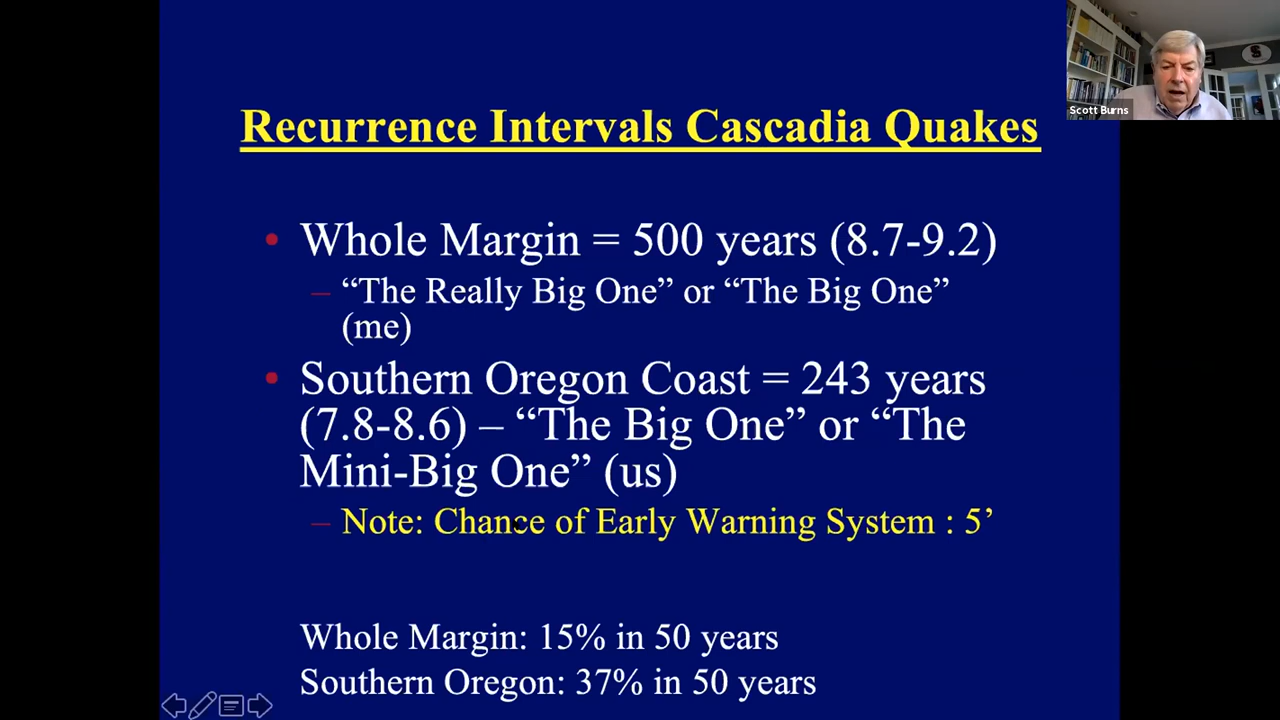 Scott Burns
Recurrence Intervals Cascadia Quakes
• Whole Margin = 500 years (8.7-9.2)
– “The Really Big One” or “The Big One”
(me)
• Southern Oregon Coast = 243 years
(7.8-8.6) – “The Big One” or “The
Mini-Big One” (us)
– Note: Chance of Early Warning System : 5’
Whole Margin: 15% in 50 years
Southern Oregon: 37% in 50 years